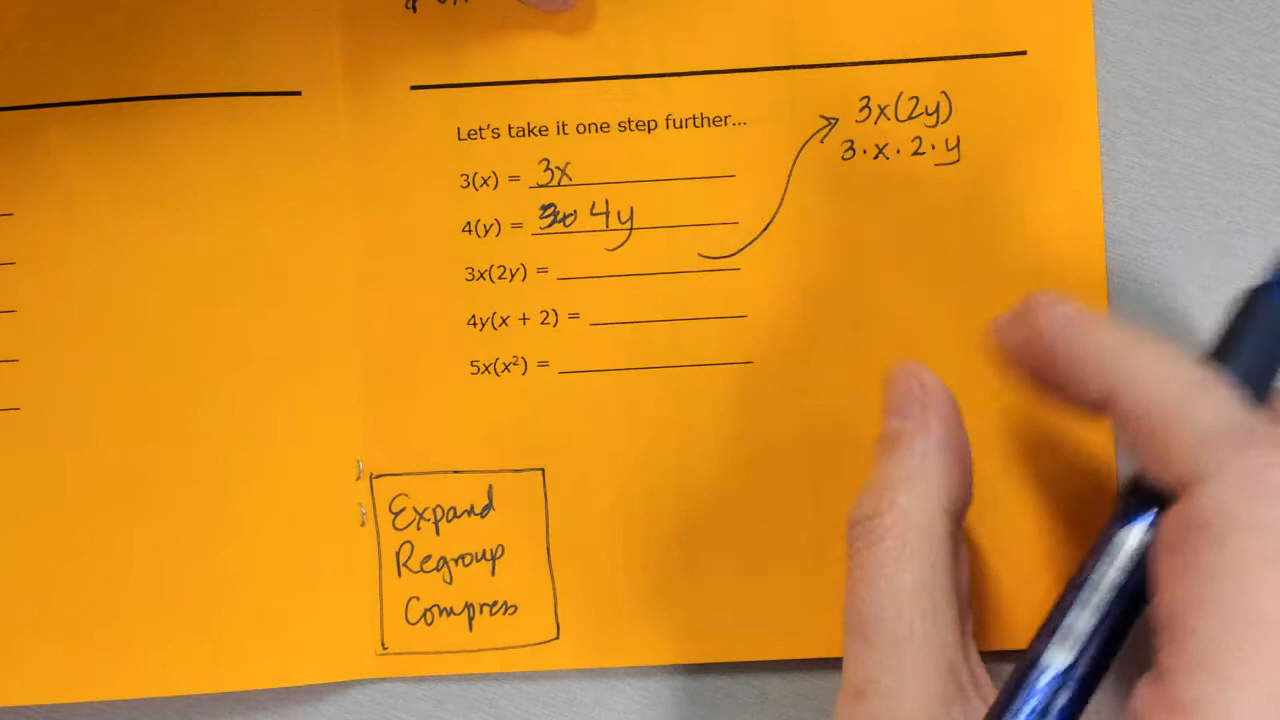 Let's take it one step further...
3(x) = 3x
4(y) = 4y
3x(2y) =
4y(x + 2) =
5x(x²) =
3x(2y)
3·x·2·y
Expand
Regroup
Compress